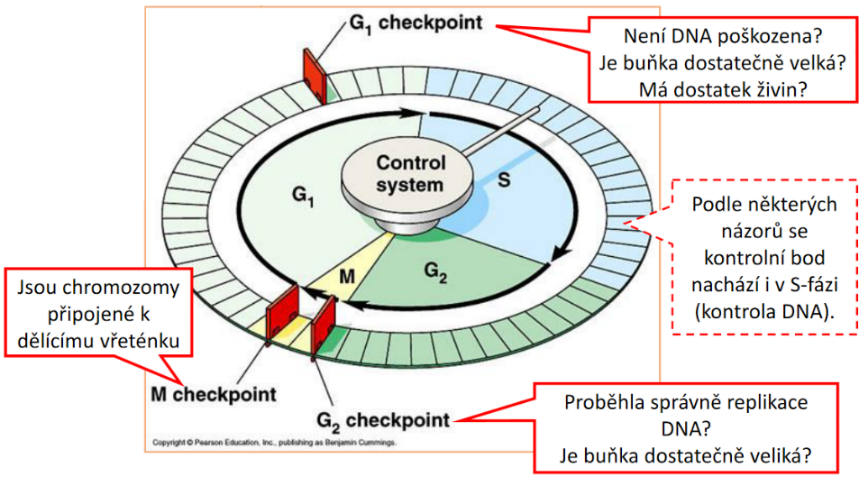 G1 checkpoint
Není DNA poškozena?
Je buňka dostatečně velká?
Má dostatek živin?
Control
system
G1
S
M
G2
Podle některých
názorů se
kontrolní bod
nachází i v S-fázi
(kontrola DNA).
Jsou chromozomy
připojené k
dělícímu vřeténku
M checkpoint
G2 checkpoint
Proběhla správně replikace
DNA?
Je buňka dostatečně veliká?
Copyright © Pearson Education, Inc., publishing as Benjamin Cummings.